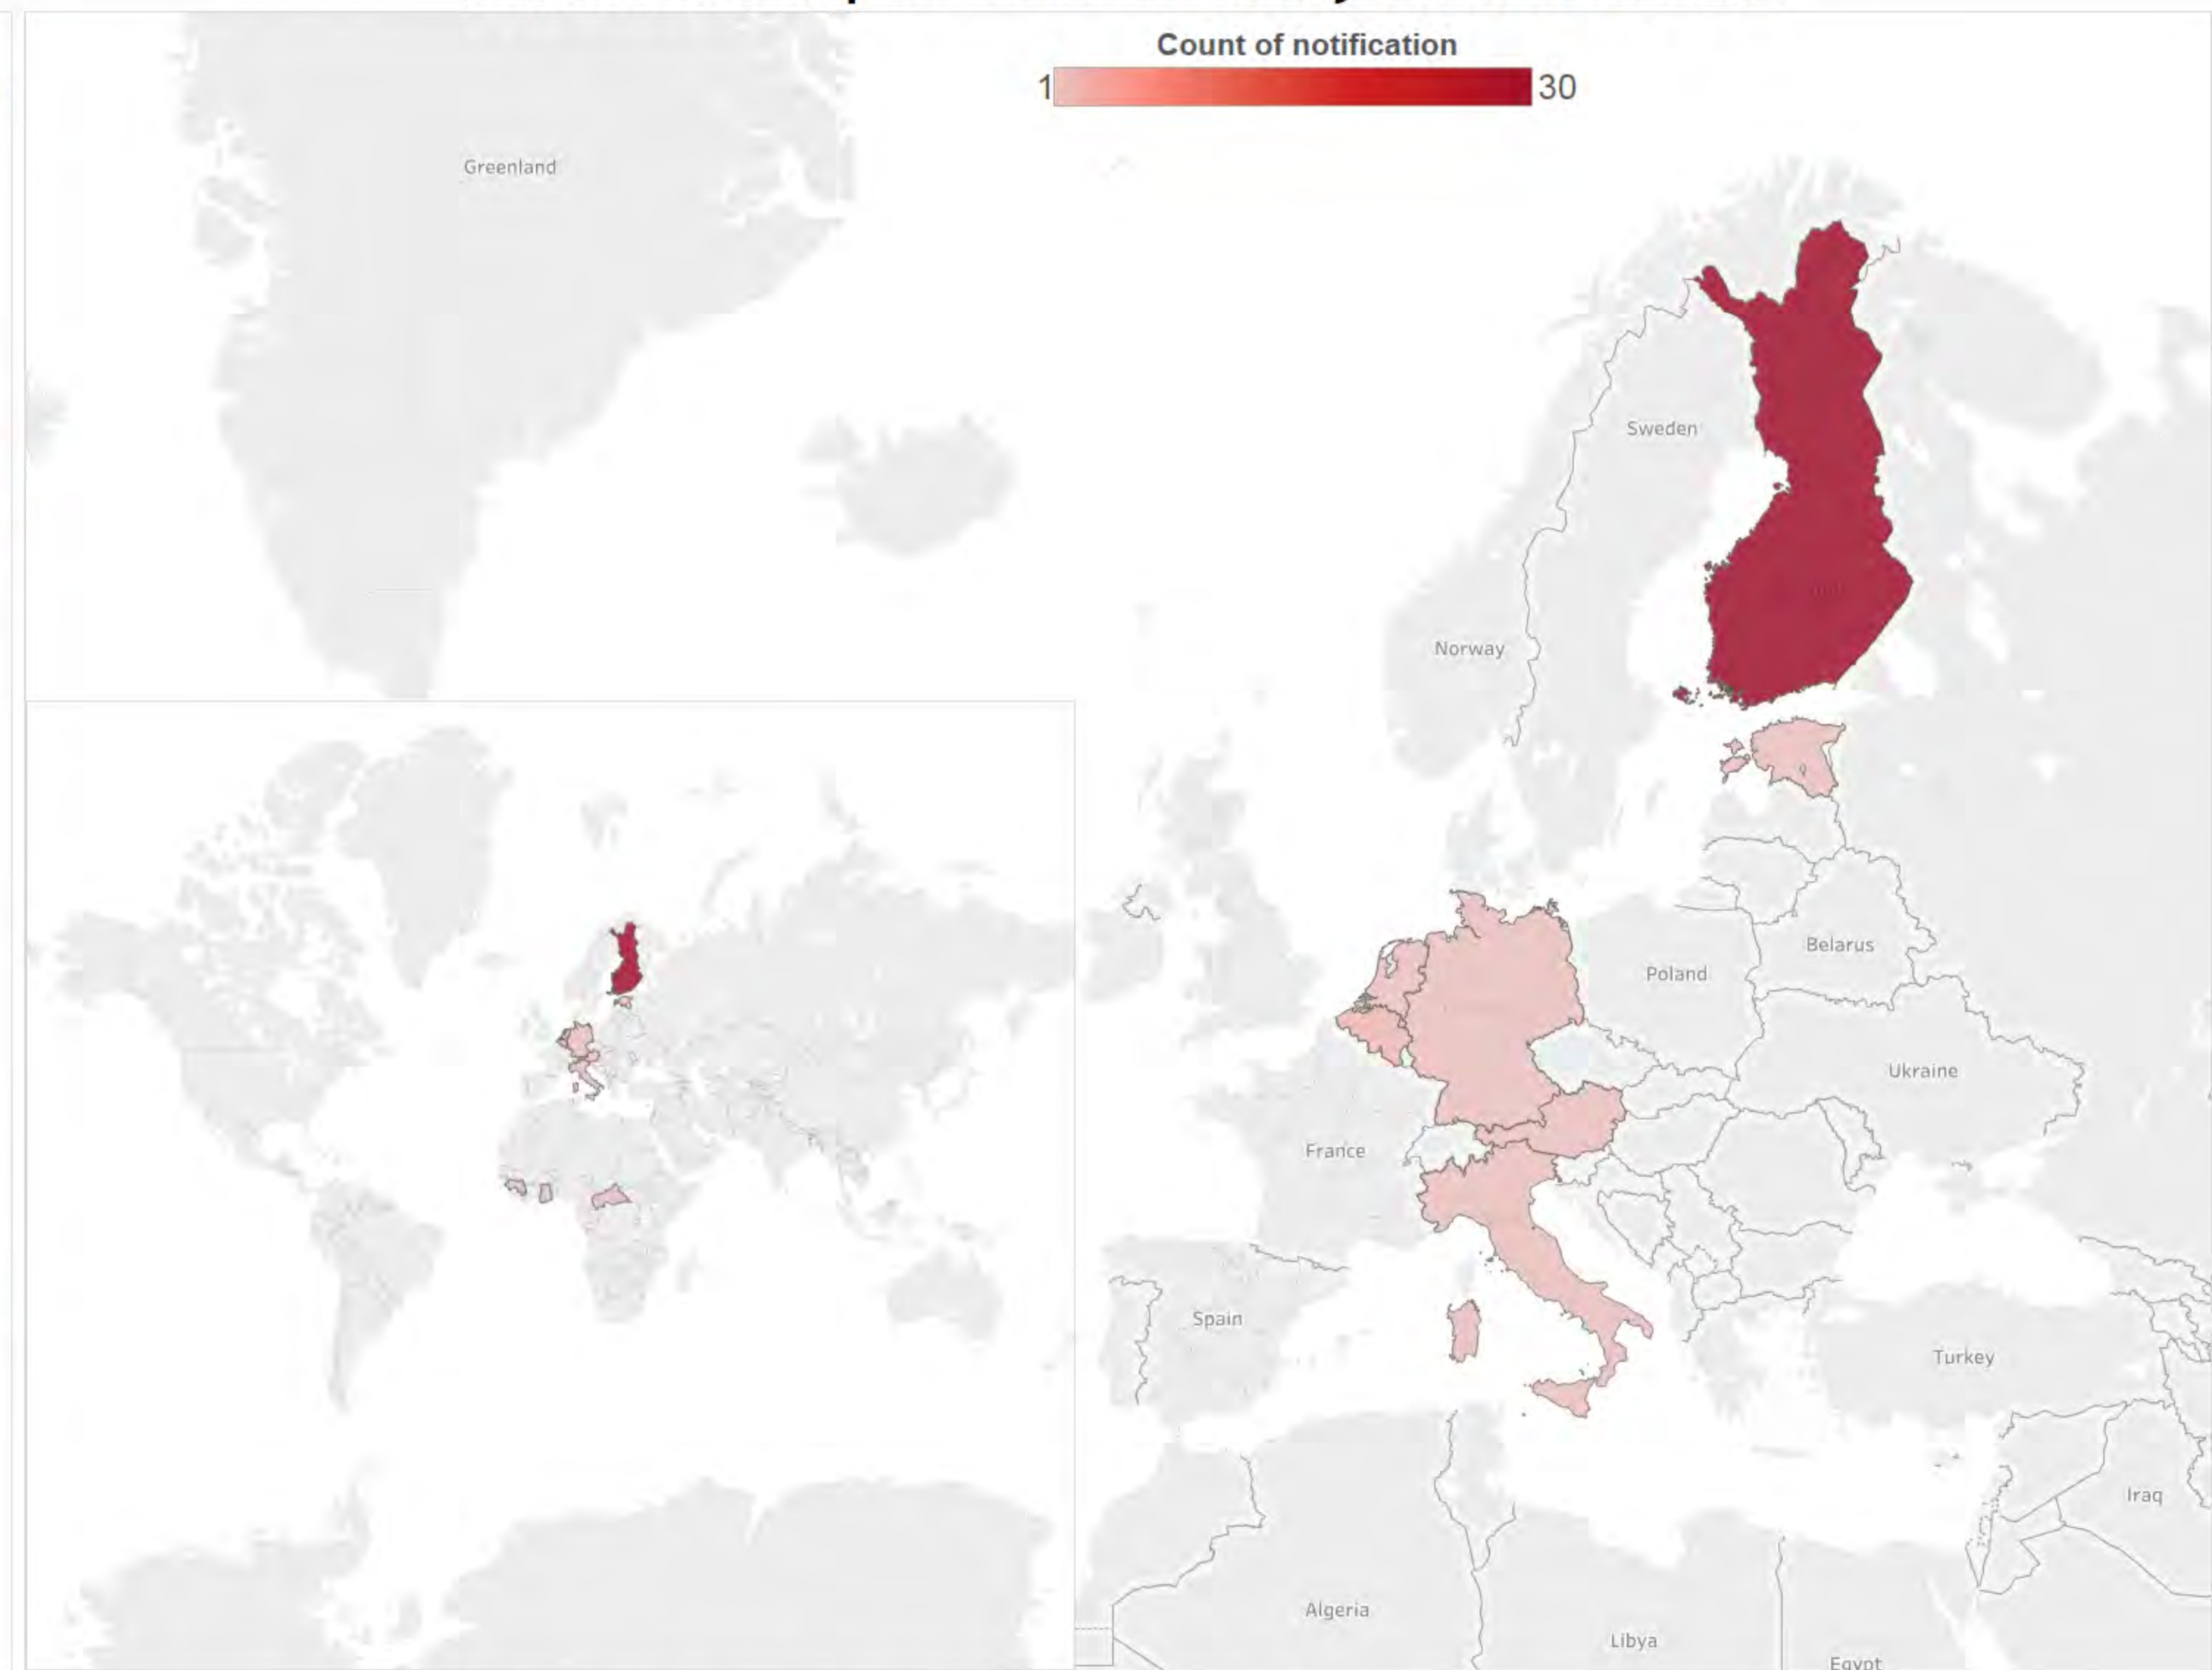 Count of notification
1 30
Greenland
Sweden
Norway
Belarus
Poland
Ukraine
France
Spain
Turkey
Iraq
Algeria
Libya
Egypt